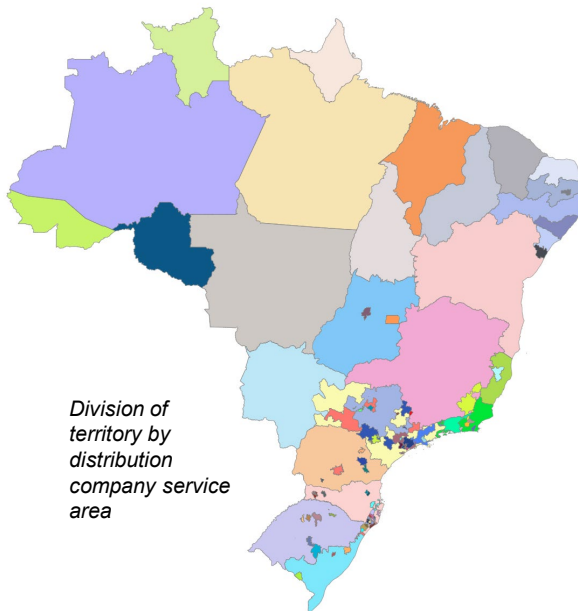 Division of
territory by
distribution
company service
area